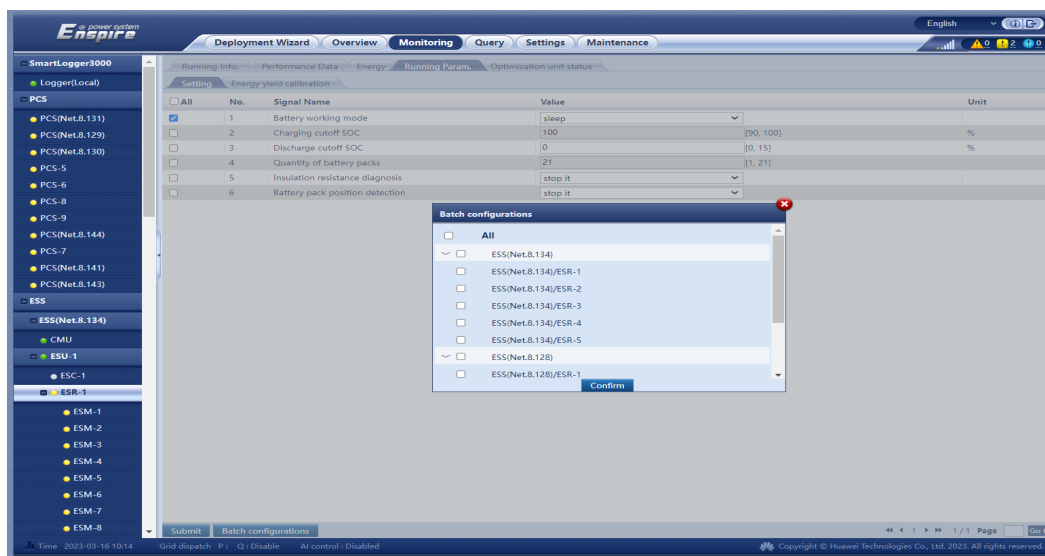 e power system
Enspire
English
Deployment Wizard Overview Monitoring Query Settings Maintenance
0 2 0
SmartLogger3000
Logger(Local)
PCS
PCS(Net.8.131)
PCS(Net.8.129)
PCS(Net.8.130)
PCS-5
PCS-6
PCS-8
PCS-9
PCS(Net.8.144)
PCS-7
PCS(Net.8.141)
PCS(Net.8.143)
ESS
ESS(Net.8.134)
CMU
ESU-1
ESC-1
ESR-1
ESM-1
ESM-2
ESM-3
ESM-4
ESM-5
ESM-6
ESM-7
ESM-8
Running Info. Performance Data Energy Running Param. Optimization unit status
Setting Energy yield calibration
All No. Signal Name Value Unit
1 Battery working mode sleep
2 Charging cutoff SOC 100 [90, 100] %
3 Discharge cutoff SOC 0 [0, 15] %
4 Quantity of battery packs 21 [1, 21]
5 Insulation resistance diagnosis stop it
6 Battery pack position detection stop it
Batch configurations
All
ESS(Net.8.134)
ESS(Net.8.134)/ESR-1
ESS(Net.8.134)/ESR-2
ESS(Net.8.134)/ESR-3
ESS(Net.8.134)/ESR-4
ESS(Net.8.134)/ESR-5
ESS(Net.8.128)
ESS(Net.8.128)/ESR-1
Confirm
Submit Batch configurations
1 1/1 Page Go
Time 2023-03-16 10:14 Grid dispatch P: Q: Disable AI control : Disabled
Copyright © Huawei Technologies Co., Ltd. 2023. All rights reserved.